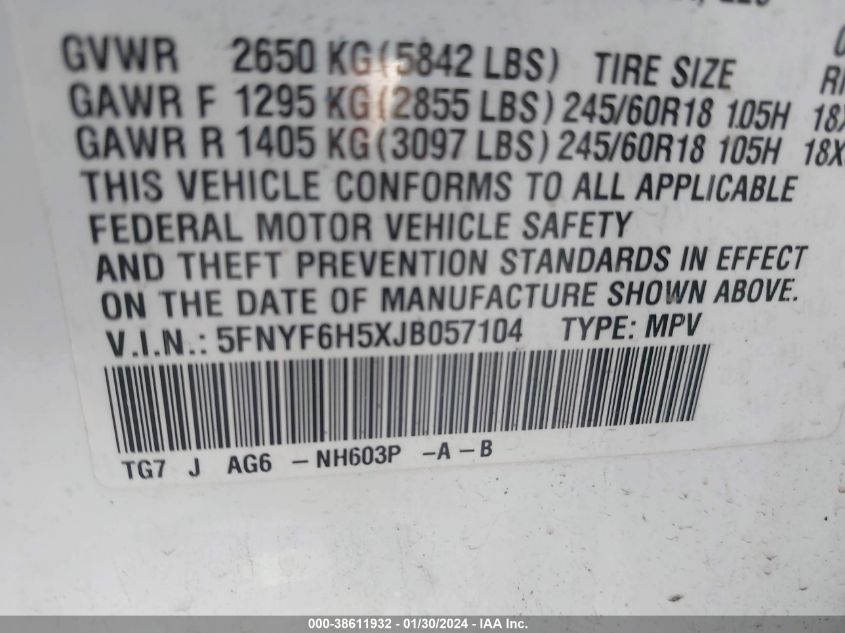 GVWR 2650 KG (5842 LBS) TIRE SIZE
GAWR F 1295 KG (2855 LBS) 245/60R18 105H 18X
GAWR R 1405 KG (3097 LBS) 245/60R18 105H 18X
THIS VEHICLE CONFORMS TO ALL APPLICABLE
FEDERAL MOTOR VEHICLE SAFETY
AND THEFT PREVENTION STANDARDS IN EFFECT
ON THE DATE OF MANUFACTURE SHOWN ABOVE.
V.I.N.: 5FNYF6H5XJB057104 TYPE: MPV
TG7 J AG6 -NH603P -A-B
000-38611932 - 01/30/2024 - IAA Inc.